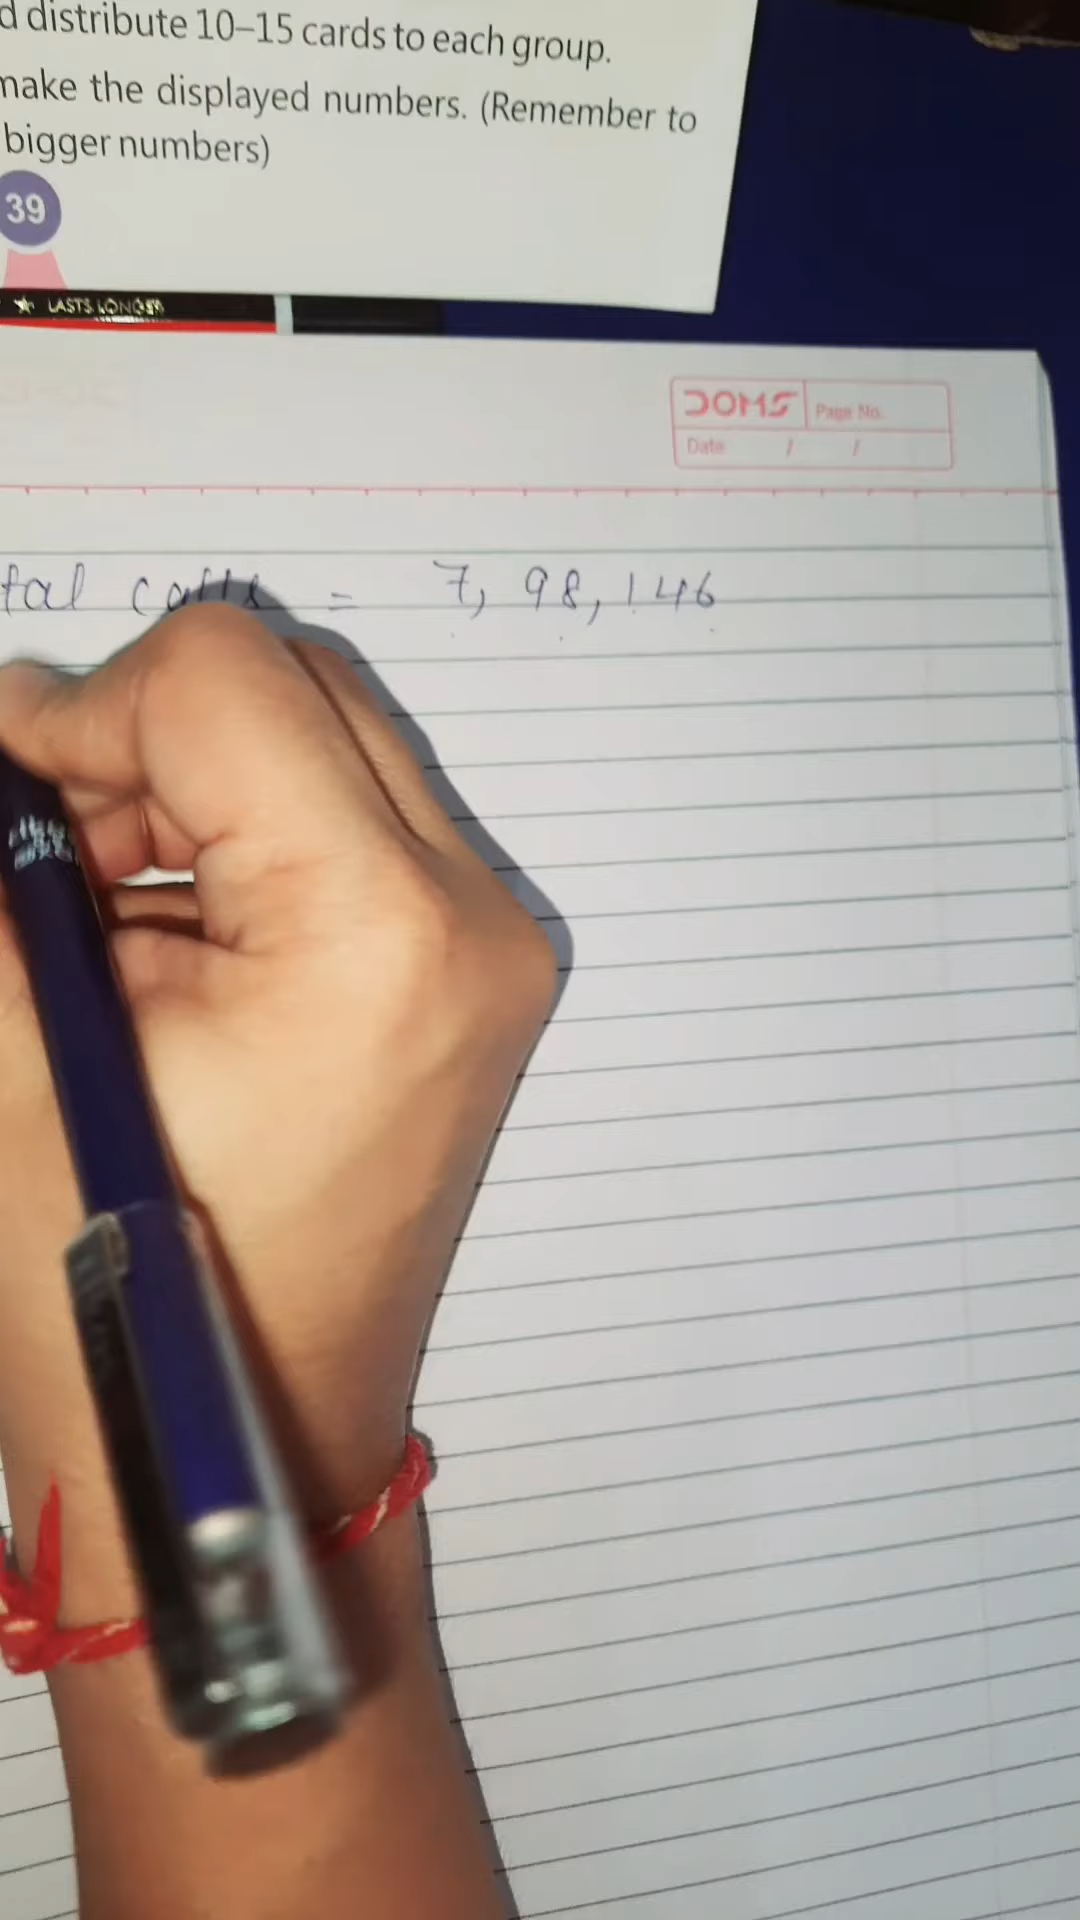 d distribute 10–15 cards to each group.
make the displayed numbers. (Remember to
bigger numbers)
39
LASTS LONGER
DOMS Page No.
Date / /
tal calls = 7, 98, 146